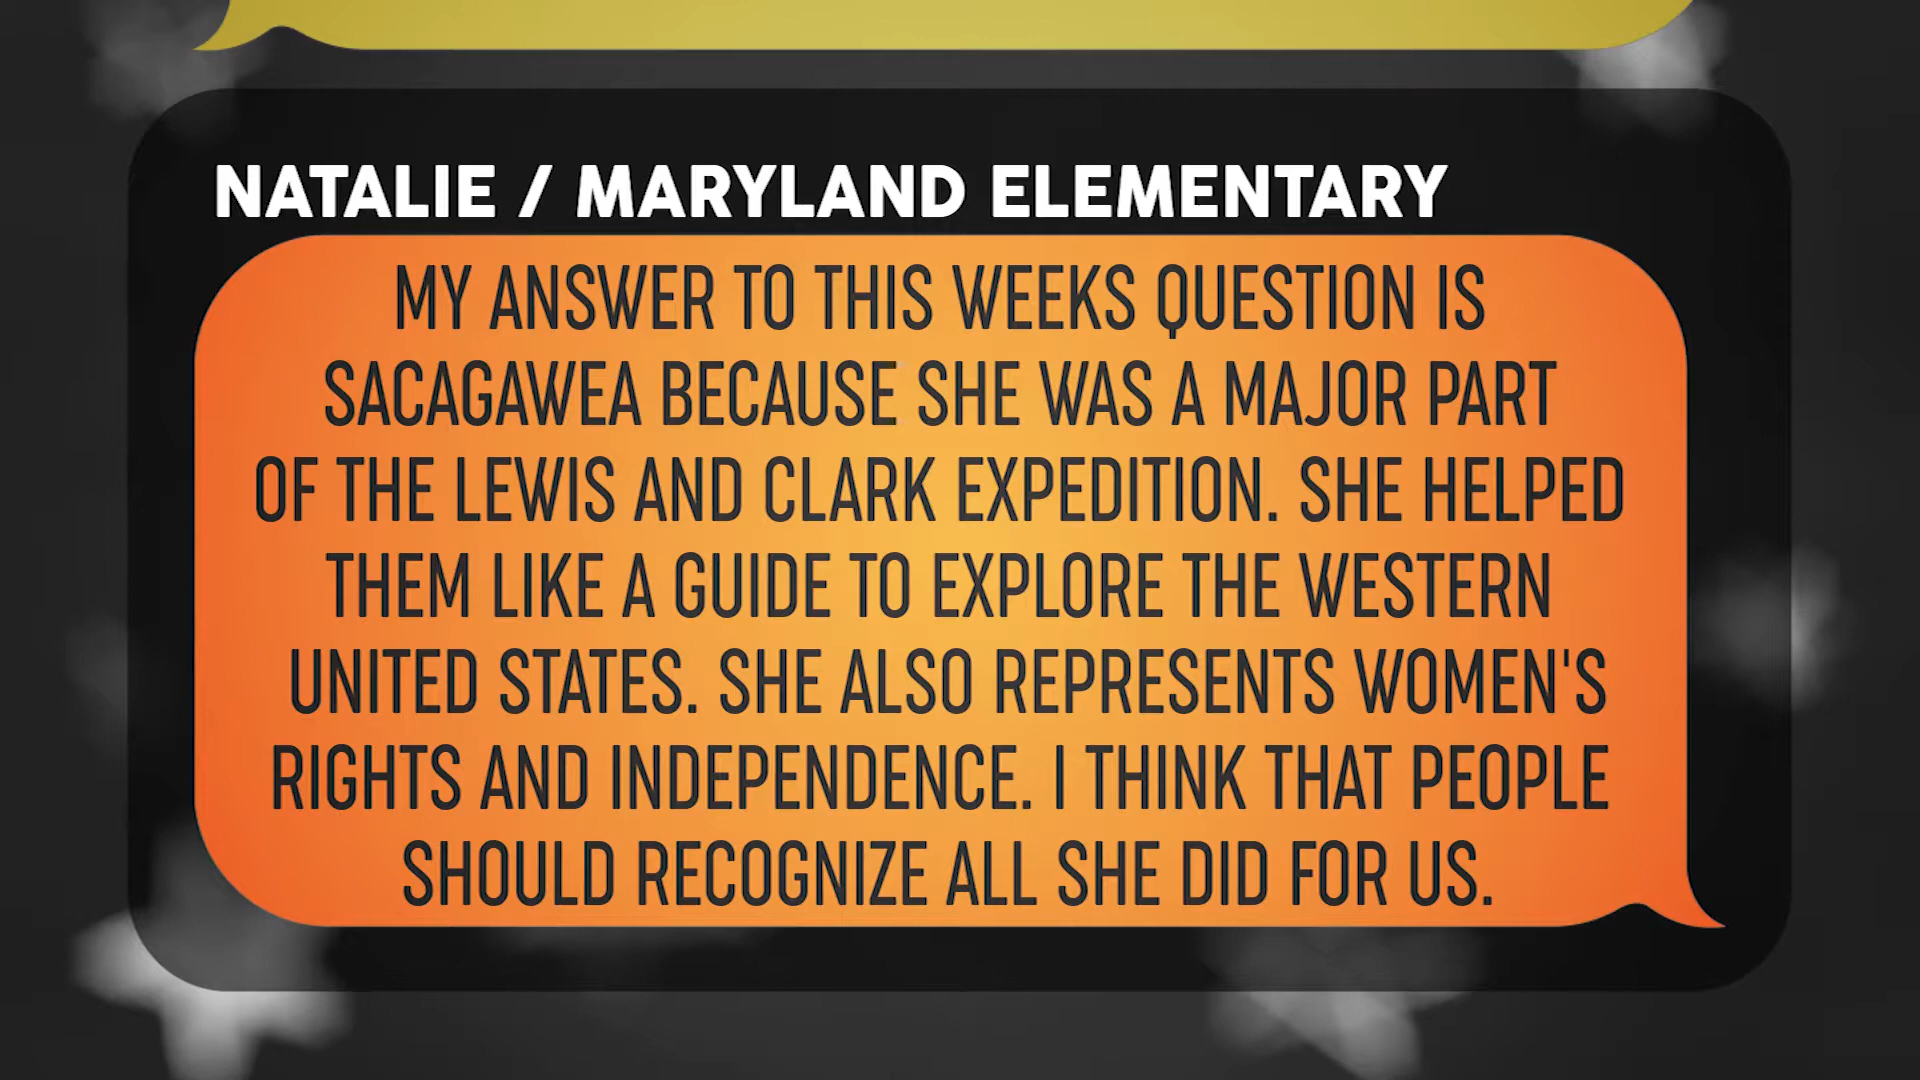 NATALIE / MARYLAND ELEMENTARY
MY ANSWER TO THIS WEEKS QUESTION IS
SACAGAWEA BECAUSE SHE WAS A MAJOR PART
OF THE LEWIS AND CLARK EXPEDITION. SHE HELPED
THEM LIKE A GUIDE TO EXPLORE THE WESTERN
UNITED STATES. SHE ALSO REPRESENTS WOMEN'S
RIGHTS AND INDEPENDENCE. I THINK THAT PEOPLE
SHOULD RECOGNIZE ALL SHE DID FOR US.